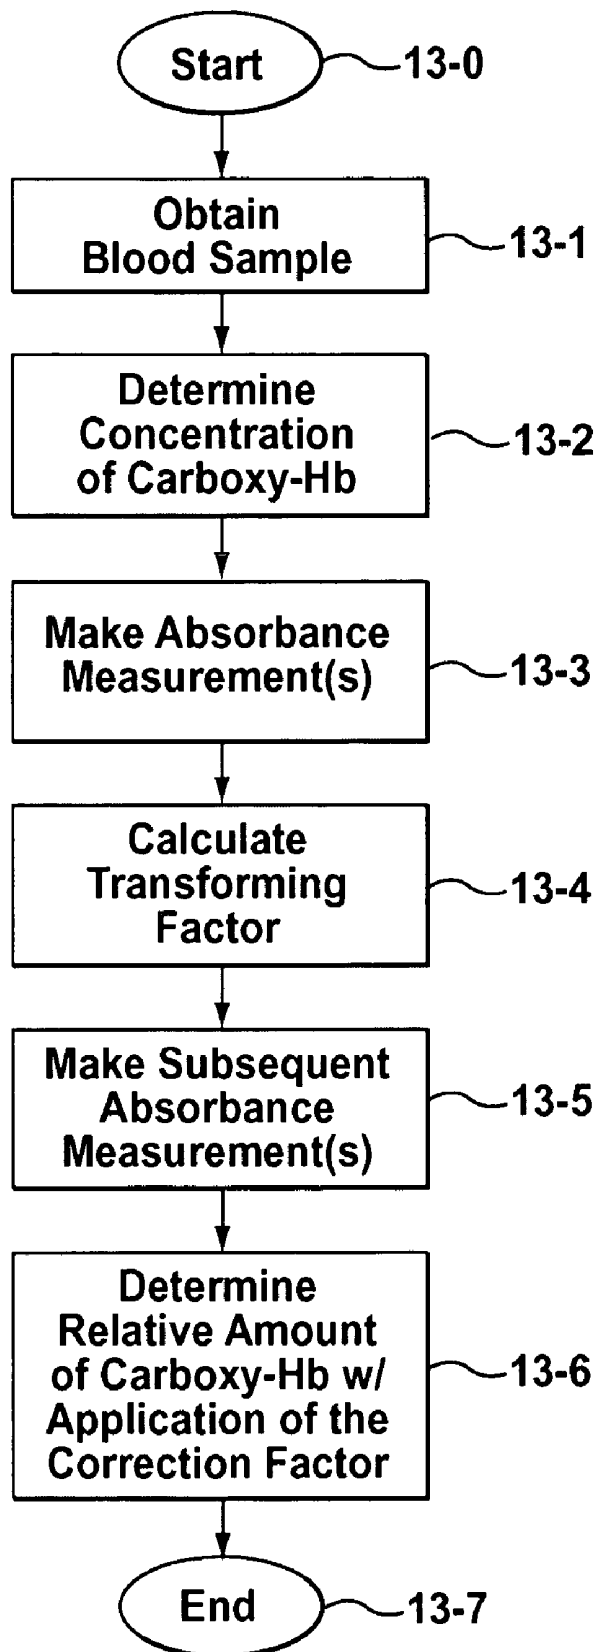 Start
13-0
Obtain
Blood Sample
13-1
Determine
Concentration
of Carboxy-Hb
13-2
Make Absorbance
Measurement(s)
13-3
Calculate
Transforming
Factor
13-4
Make Subsequent
Absorbance
Measurement(s)
13-5
Determine
Relative Amount
of Carboxy-Hb w/
Application of the
Correction Factor
13-6
End
13-7